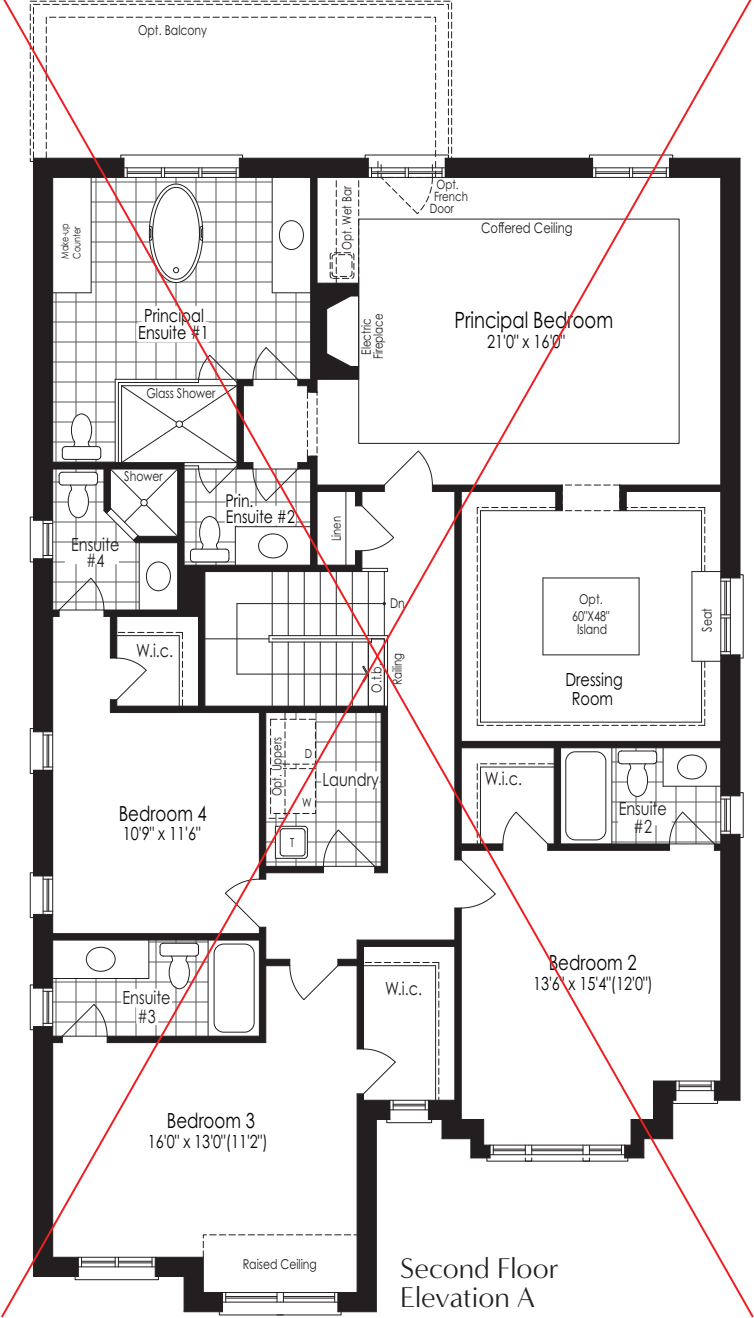 Opt. Balcony
Make-up
Counter
Opt. Wet Bar
Opt.
French
Door
Coffered Ceiling
Principal
Ensuite #1
Electric
Fireplace
Principal Bedroom
21'0" x 16'0"
Glass Shower
Shower
Prin.
Ensuite #2
Linen
Ensuite
#4
Dn
Opt.
60"X48"
Island
Seat
W.i.c.
O.t.b.
Railing
Dressing
Room
Opt. Uppers
D
W
T
Laundry
W.i.c.
Ensuite
#2
Bedroom 4
10'9" x 11'6"
Bedroom 2
13'6" x 15'4"(12'0")
W.i.c.
Ensuite
#3
Bedroom 3
16'0" x 13'0"(11'2")
Raised Ceiling
Second Floor
Elevation A